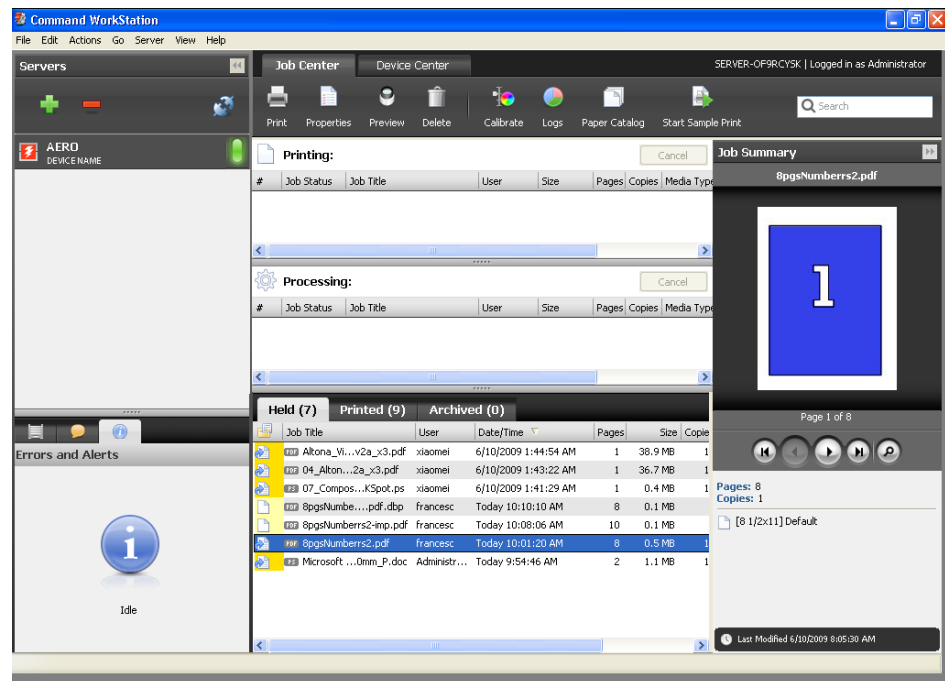 Command WorkStation
File Edit Actions Go Server View Help
Servers
Job Center Device Center
SERVER-OF9RCYSK | Logged in as Administrator
Print Properties Preview Delete Calibrate Logs Paper Catalog Start Sample Print
Search
AERO
DEVICE NAME
Printing:
Cancel
# Job Status Job Title User Size Pages Copies Media Type
Processing:
Cancel
# Job Status Job Title User Size Pages Copies Media Type
Held (7) Printed (9) Archived (0)
Job Title User Date/Time Pages Size Copie
PDF Altona_Vi...v2a_x3.pdf xiaomei 6/10/2009 1:44:54 AM 1 38.9 MB 1
PDF 04_Alton...2a_x3.pdf xiaomei 6/10/2009 1:43:22 AM 1 36.7 MB 1
PS 07_Compos...KSpot.ps xiaomei 6/10/2009 1:41:29 AM 1 0.4 MB 1
PDF 8pgsNumbe....pdf.dbp francesc Today 10:10:10 AM 8 0.1 MB
PDF 8pgsNumberrs2-imp.pdf francesc Today 10:08:06 AM 10 0.1 MB
PDF 8pgsNumberrs2.pdf francesc Today 10:01:20 AM 8 0.5 MB 1
PS Microsoft ...0mm_P.doc Administr... Today 9:54:46 AM 2 1.1 MB 1
Errors and Alerts
Idle
Job Summary
8pgsNumberrs2.pdf
1
Page 1 of 8
Pages: 8
Copies: 1
[8 1/2x11] Default
Last Modified 6/10/2009 8:05:30 AM